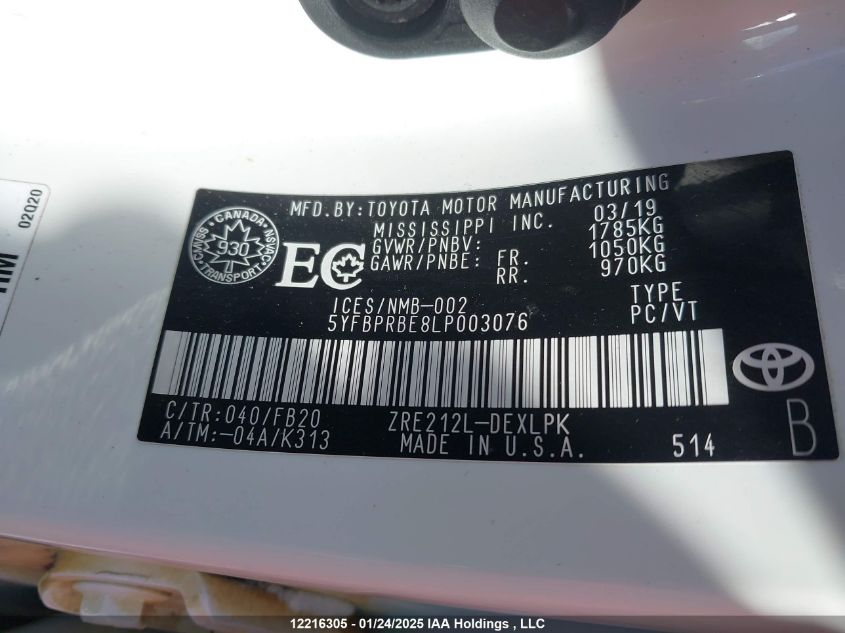 02020
MFD.BY:TOYOTA MOTOR MANUFACTURING
MISSISSIPPI INC. 03/19
GVWR/PNBV: 1785KG
GAWR/PNBE: FR. 1050KG
RR. 970KG
CANADA
CMVSS NSVAC
930
TRANSPORT
EC
ICES/NMB-002
TYPE
5YFBPRBE8LP003076
PC/VT
C/TR:040/FB20
ZRE212L-DEXLPK
A/TM:-04A/K313
MADE IN U.S.A.
514
B
12216305 - 01/24/2025 IAA Holdings , LLC